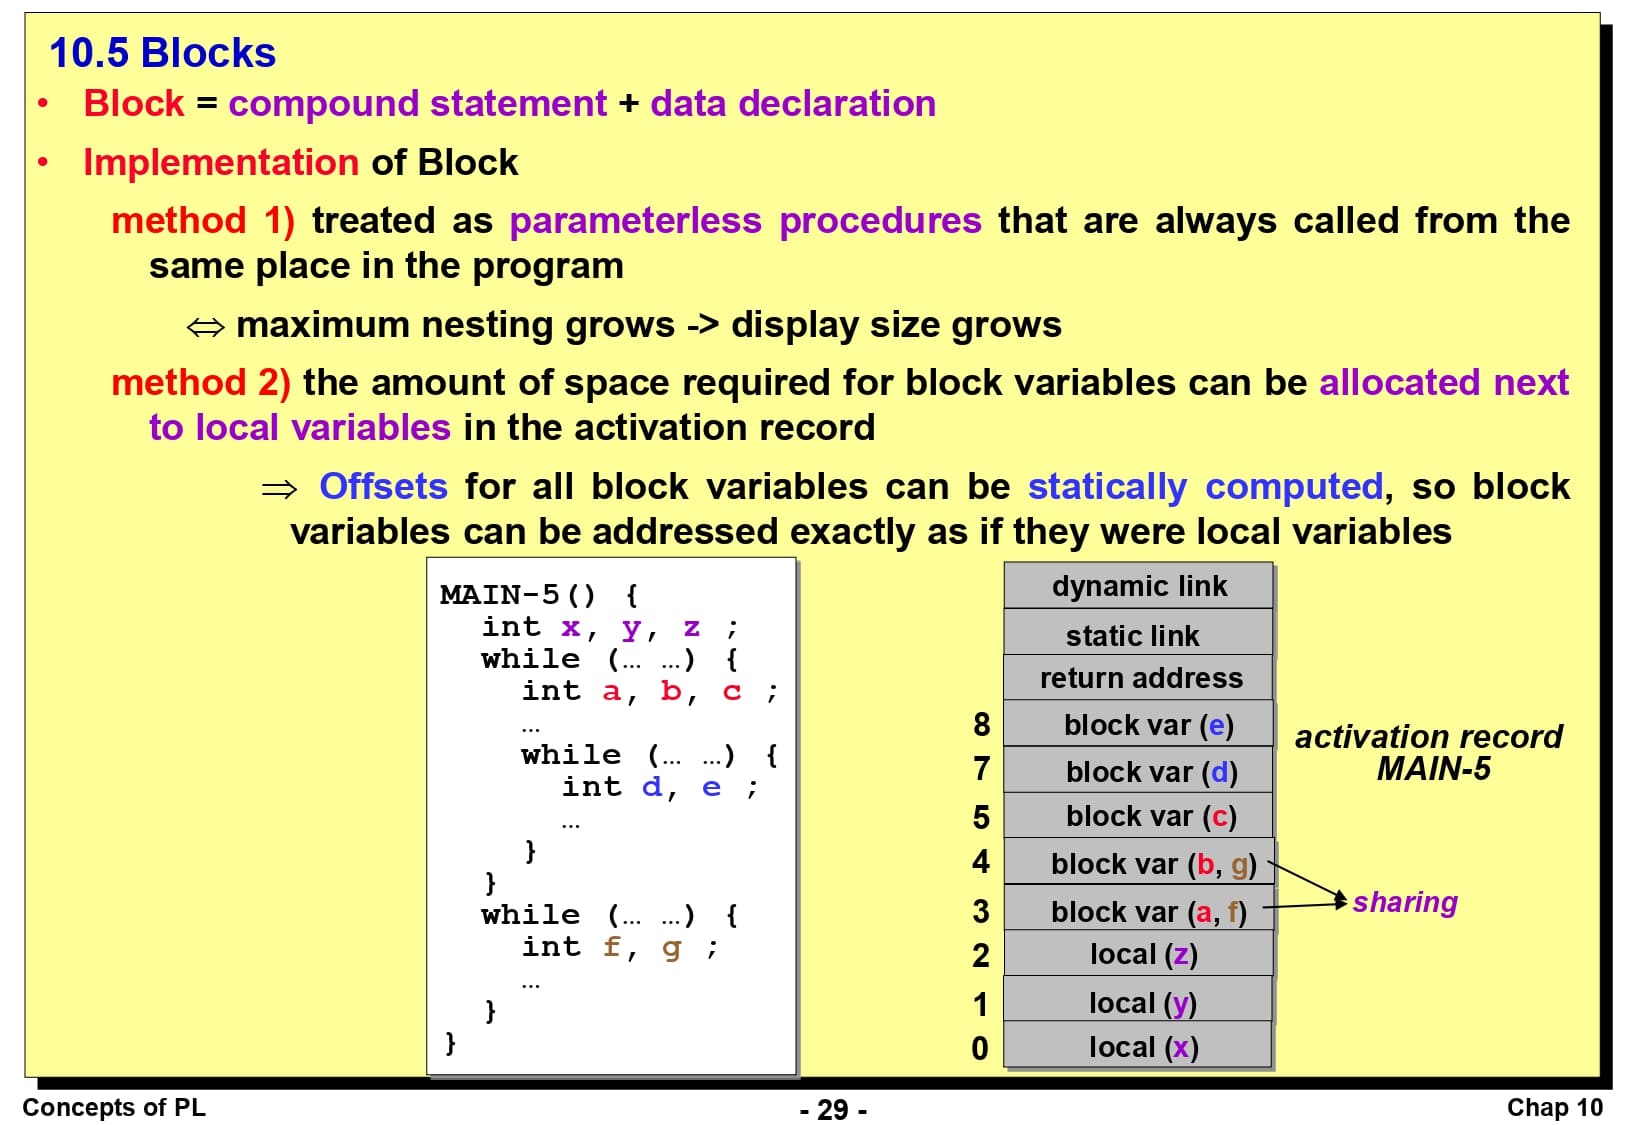 10.5 Blocks
• Block = compound statement + data declaration
• Implementation of Block
method 1) treated as parameterless procedures that are always called from the
same place in the program
⇔ maximum nesting grows -> display size grows
method 2) the amount of space required for block variables can be allocated next
to local variables in the activation record
⇒ Offsets for all block variables can be statically computed, so block
variables can be addressed exactly as if they were local variables
MAIN-5() {
int x, y, z ;
while (… …) {
int a, b, c ;
…
while (… …) {
int d, e ;
…
}
}
while (… …) {
int f, g ;
…
}
}
dynamic link
static link
return address
8 block var (e)
7 block var (d)
5 block var (c)
4 block var (b, g)
3 block var (a, f)
2 local (z)
1 local (y)
0 local (x)
activation record
MAIN-5
sharing
Concepts of PL
- 29 -
Chap 10